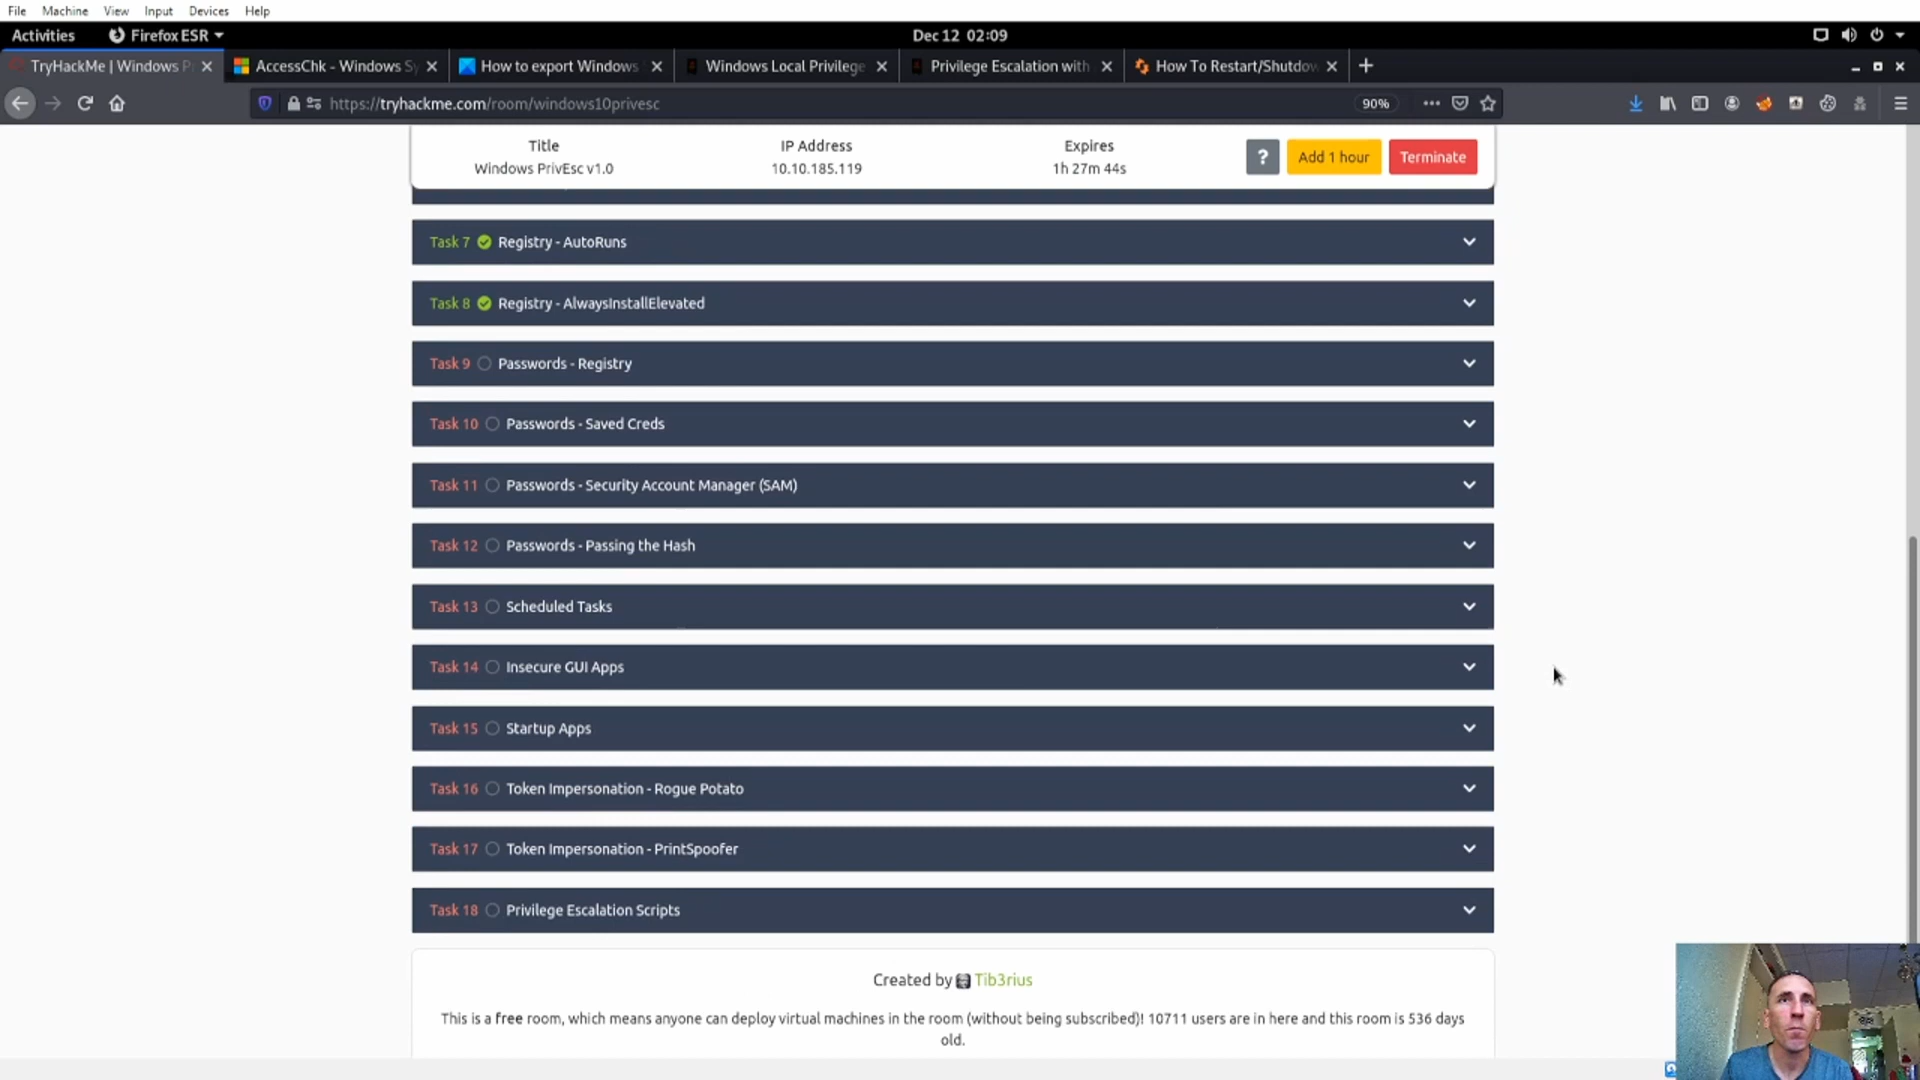 File Machine View Input Devices Help
Activities Firefox ESR Dec 12 02:09
TryHackMe | Windows P AccessChk - Windows Sy How to export Windows Windows Local Privilege Privilege Escalation with How To Restart/Shutdow
https://tryhackme.com/room/windows10privesc 90%
Title IP Address Expires
Windows PrivEsc v1.0 10.10.185.119 1h 27m 44s ? Add 1 hour Terminate
Task 7 Registry - AutoRuns
Task 8 Registry - AlwaysInstallElevated
Task 9 Passwords - Registry
Task 10 Passwords - Saved Creds
Task 11 Passwords - Security Account Manager (SAM)
Task 12 Passwords - Passing the Hash
Task 13 Scheduled Tasks
Task 14 Insecure GUI Apps
Task 15 Startup Apps
Task 16 Token Impersonation - Rogue Potato
Task 17 Token Impersonation - PrintSpoofer
Task 18 Privilege Escalation Scripts
Created by Tib3rius
This is a free room, which means anyone can deploy virtual machines in the room (without being subscribed)! 10711 users are in here and this room is 536 days
old.